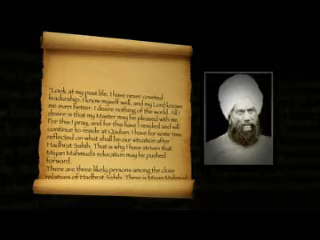 "Look at my past life. I have never coveted
leadership. I know myself well, and my Lord knows
me even better. I desire nothing of the world. All I
desire is that my Master may be pleased with me.
For this I pray, and for this I resided and will
continue to reside at Qadian. I have for some time
reflected on what shall be our situation after
Hadhrat Sahib. That is why I have striven that
Miyan Mahmud's education may be pushed
forward.
There are three likely persons among the close
relations of Hadhrat Sahib. There is Miyan Mahmud